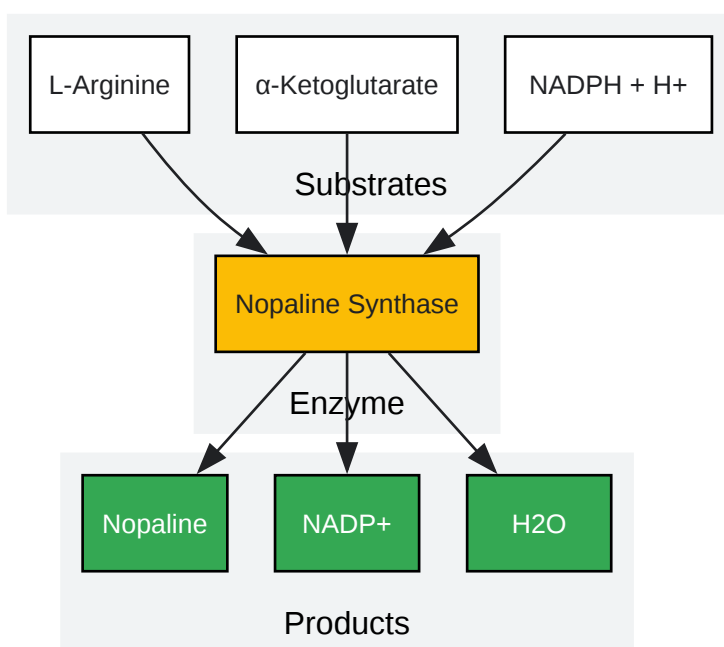 L-Arginine
α-Ketoglutarate
NADPH + H+
Substrates
Nopaline Synthase
Enzyme
Nopaline
NADP+
H2O
Products